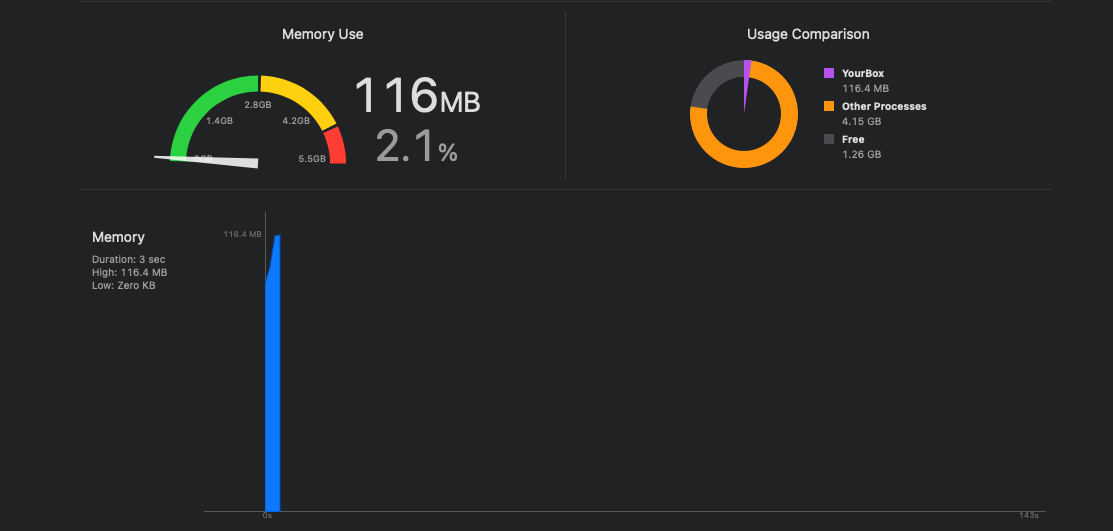 Memory Use
Usage Comparison
2.8GB
1.4GB
4.2GB
0GB
5.5GB
116MB
2.1%
YourBox
116.4 MB
Other Processes
4.15 GB
Free
1.26 GB
Memory
Duration: 3 sec
High: 116.4 MB
Low: Zero KB
116.4 MB
0s
143s